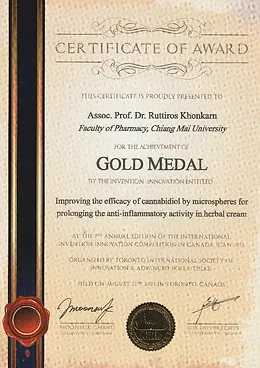 CERTIFICATE OF AWARD
THIS CERTIFICATE IS PROUDLY PRESENTED TO
Assoc. Prof. Dr. Ruttiros Khonkarn
Faculty of Pharmacy, Chiang Mai University
FOR THE ACHIEVEMENT OF
GOLD MEDAL
BY THE INVENTION / INNOVATION ENTITLED
Improving the efficacy of cannabidiol by microspheres for
prolonging the anti-inflammatory activity in herbal cream
ANNUAL EDITION OF THE INTERNATIONAL
INVENTION INNOVATION COMPETITION IN CANADA, ICAN
ORGANIZED BY TORONTO INTERNATIONAL SOCIETY OF
INNOVATION & ADVANCED SKILLS (TISIAS)
HELD ON AUGUST IN TORONTO, CANADA